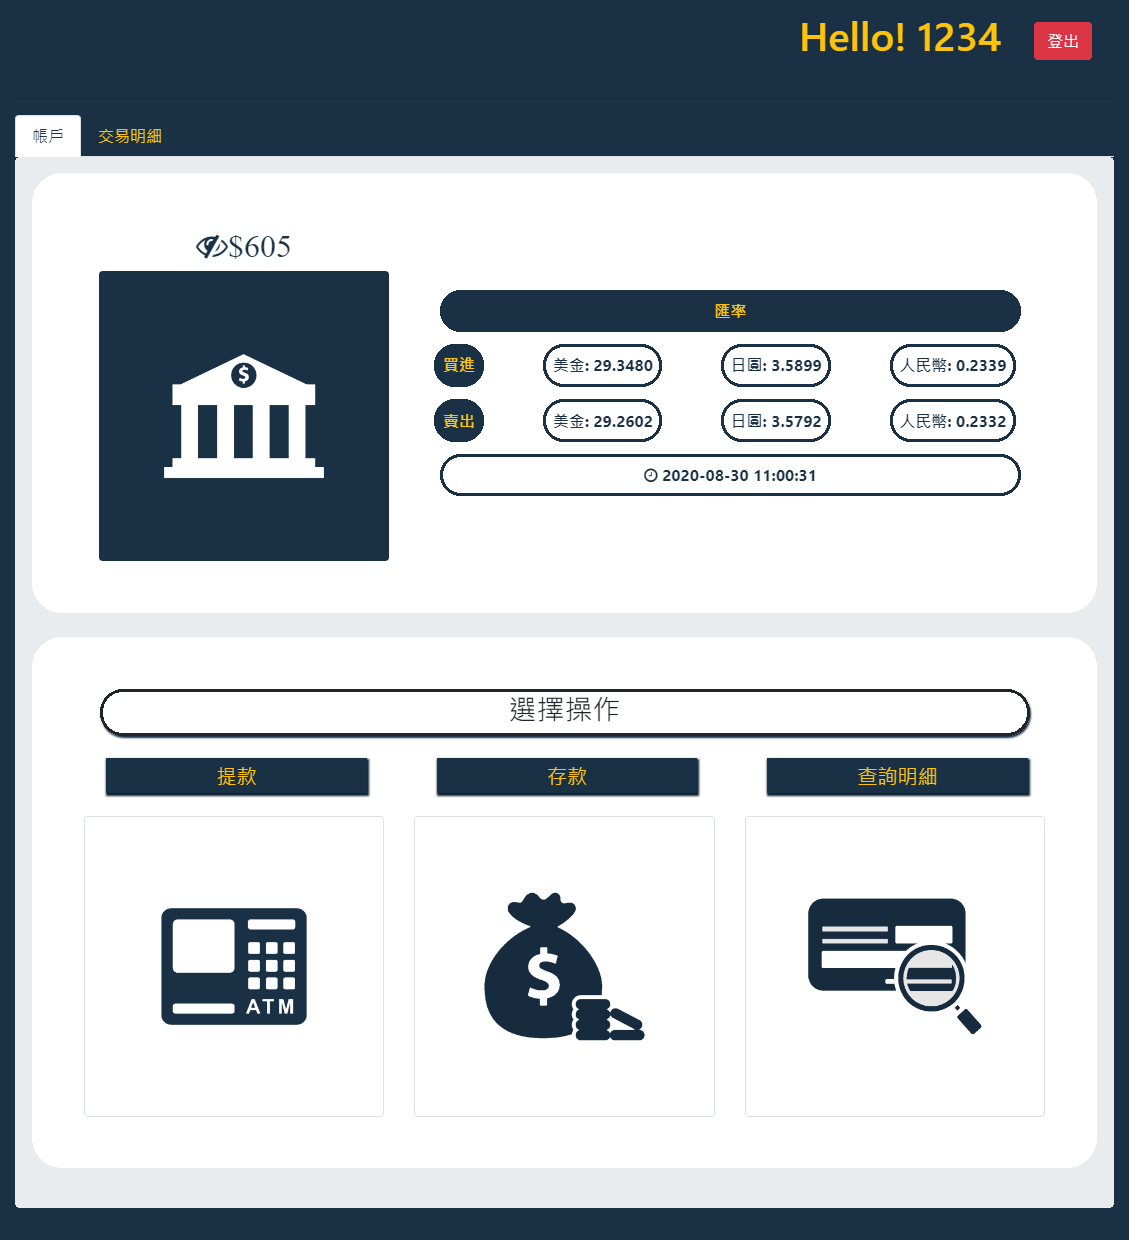 Hello! 1234 登出
帳戶 交易明細
$605
$
匯率
買進 美金: 29.3480 日圓: 3.5899 人民幣: 0.2339
賣出 美金: 29.2602 日圓: 3.5792 人民幣: 0.2332
2020-08-30 11:00:31
選擇操作
提款 存款 查詢明細
ATM
$